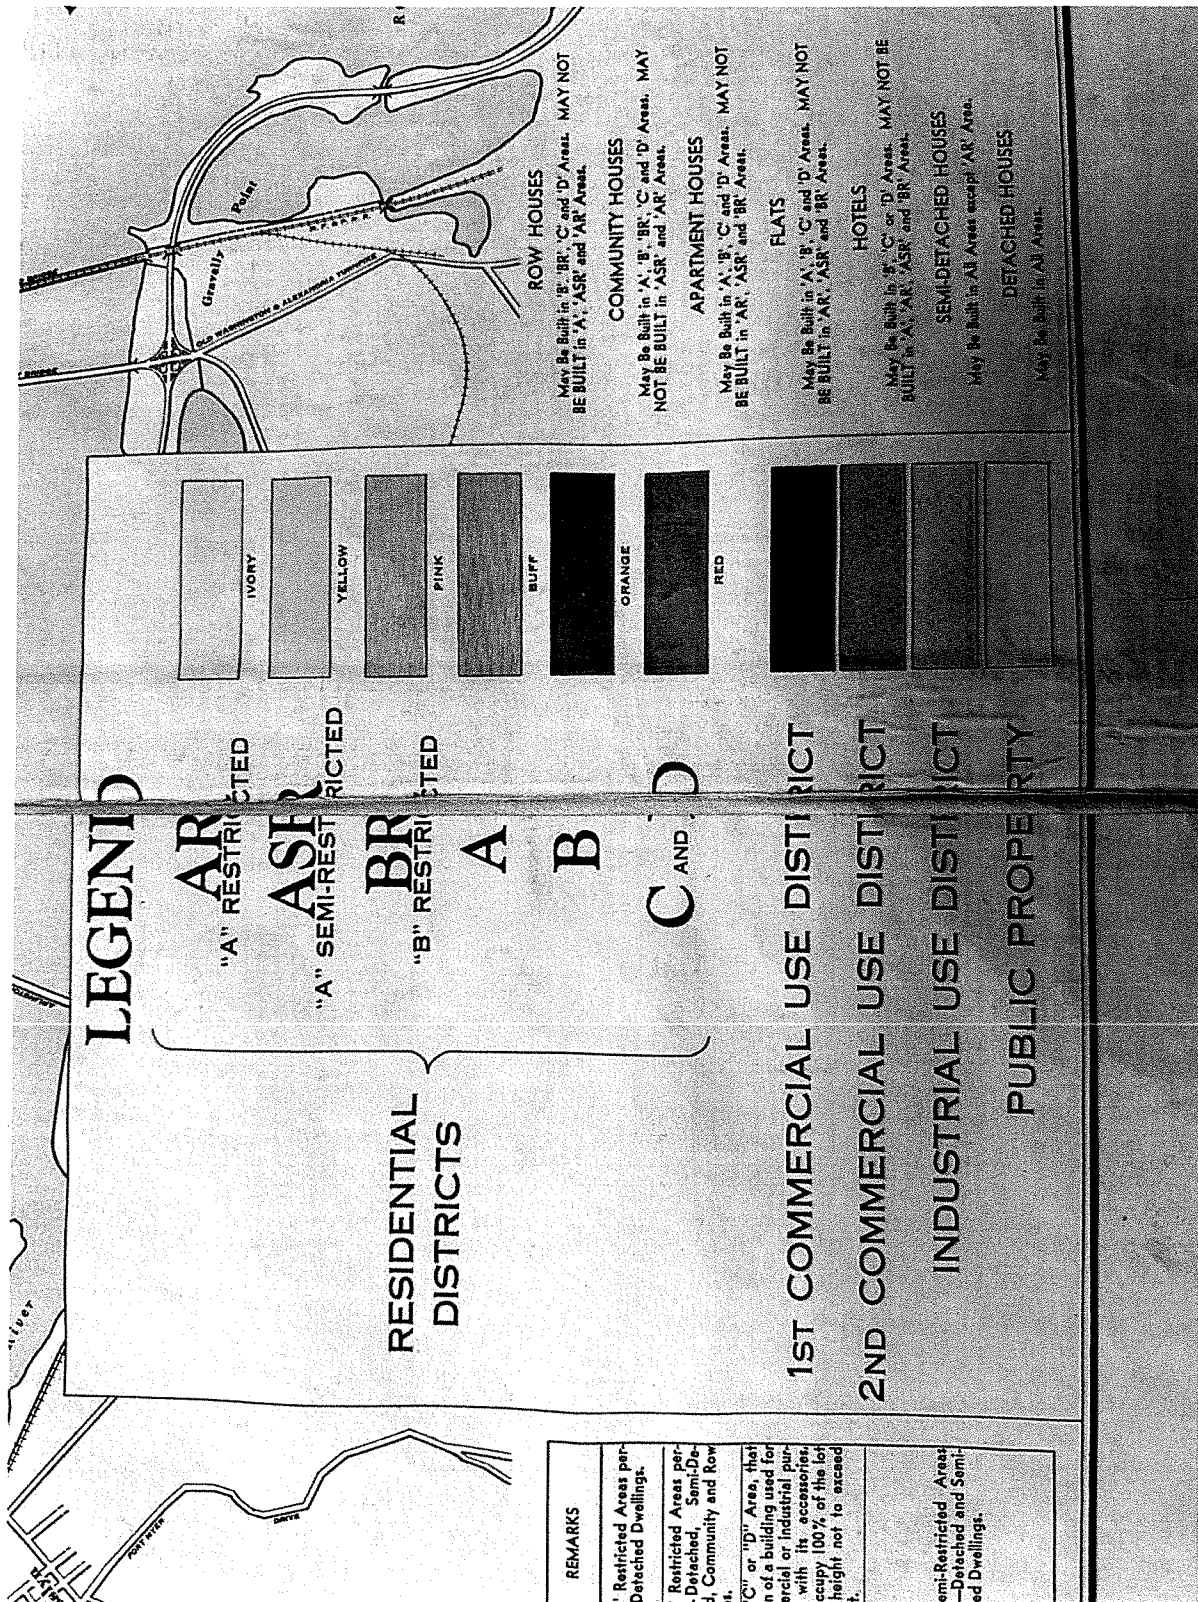 LEGEND
RESIDENTIAL
DISTRICTS
AR
"A" RESTRICTED
IVORY
ASR
"A" SEMI-RESTRICTED
YELLOW
BR
"B" RESTRICTED
PINK
A
BUFF
B
ORANGE
C AND D
RED
1ST COMMERCIAL USE DISTRICT
2ND COMMERCIAL USE DISTRICT
INDUSTRIAL USE DISTRICT
PUBLIC PROPERTY
ROW HOUSES
May Be Built in 'B', 'BR', 'C' and 'D' Areas. MAY NOT
BE BUILT in 'A', 'ASR' and 'AR' Areas.
COMMUNITY HOUSES
May Be Built in 'A', 'B', 'BR', 'C' and 'D' Areas. MAY
NOT BE BUILT in 'ASR' and 'AR' Areas.
APARTMENT HOUSES
May Be Built in 'A', 'B', 'C' and 'D' Areas. MAY NOT
BE BUILT in 'AR', 'ASR' and 'BR' Areas.
FLATS
May Be Built in 'A', 'B', 'C' and 'D' Areas. MAY NOT
BE BUILT in 'AR', 'ASR' and 'BR' Areas.
HOTELS
May Be Built in 'B', 'C' or 'D' Areas. MAY NOT BE
BUILT in 'A', 'AR', 'ASR' and 'BR' Areas.
SEMI-DETACHED HOUSES
May Be Built in All Areas except 'AR' Area.
DETACHED HOUSES
May Be Built in All Areas.
REMARKS
' Restricted Areas per-
Detached Dwellings.
Restricted Areas per-
Detached, Semi-De-
d, Community and Row
s.
"C" or "D" Area, that
n of a building used for
ercial or industrial pur-
with its accessories,
ccupy 100% of the lot
height not to exceed
t.
emi-Restricted Areas
—Detached and Semi-
ed Dwellings.
Gravelly
Point
OLD WASHINGTON & ALEXANDRIA TURNPIKE
BRIDGE
River
FORT MYER
DRIVE